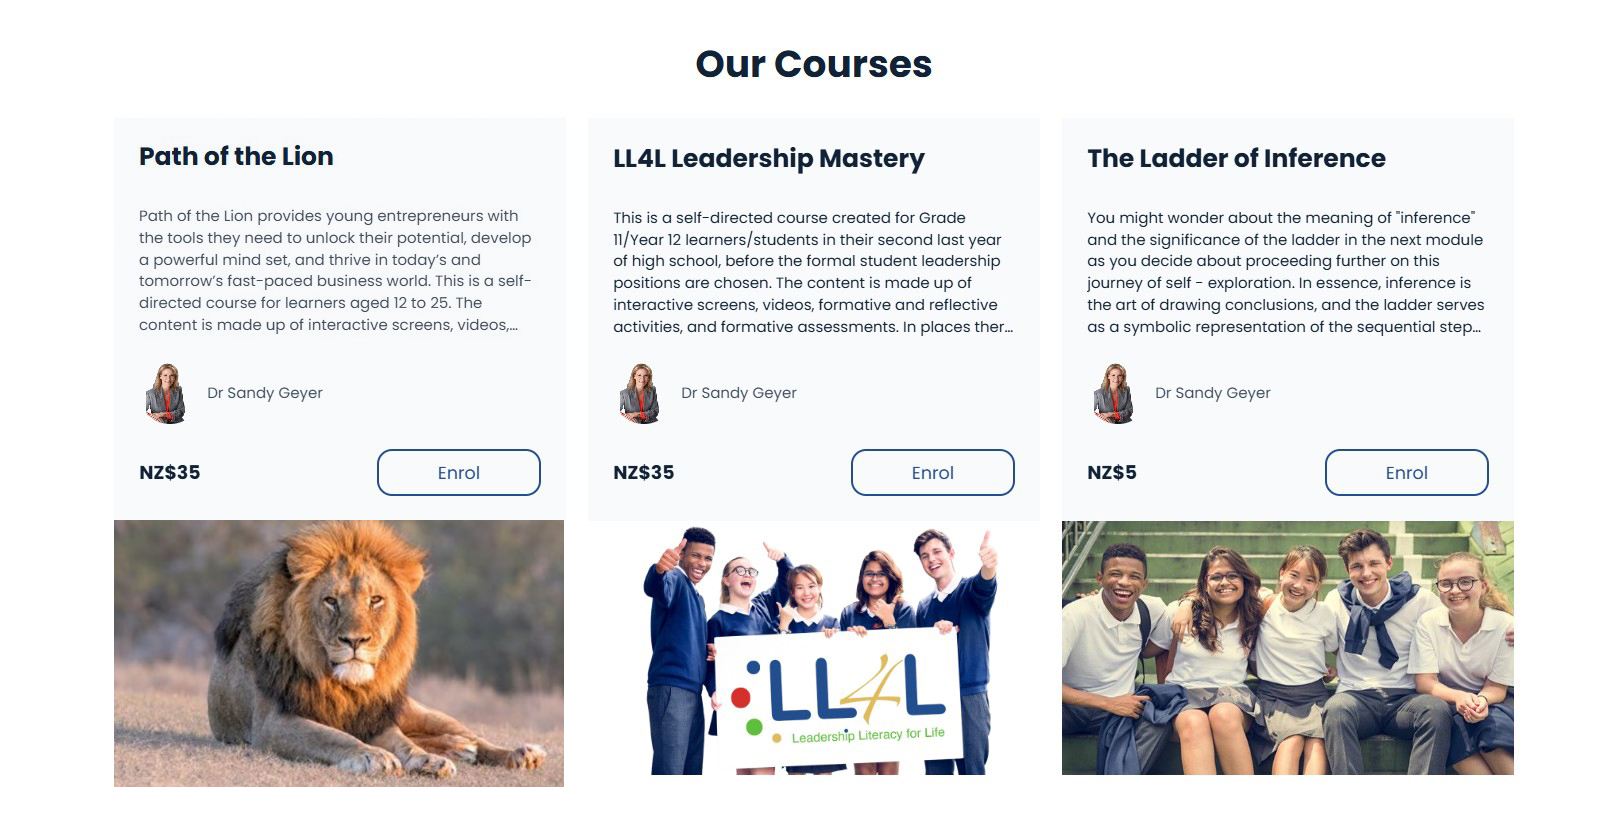 Our Courses
Path of the Lion
Path of the Lion provides young entrepreneurs with
the tools they need to unlock their potential, develop
a powerful mind set, and thrive in today’s and
tomorrow’s fast-paced business world. This is a self-
directed course for learners aged 12 to 25. The
content is made up of interactive screens, videos,...
Dr Sandy Geyer
NZ$35
Enrol
LL4L Leadership Mastery
This is a self-directed course created for Grade
11/Year 12 learners/students in their second last year
of high school, before the formal student leadership
positions are chosen. The content is made up of
interactive screens, videos, formative and reflective
activities, and formative assessments. In places ther...
Dr Sandy Geyer
NZ$35
Enrol
LL4L
Leadership Literacy for Life
The Ladder of Inference
You might wonder about the meaning of "inference"
and the significance of the ladder in the next module
as you decide about proceeding further on this
journey of self - exploration. In essence, inference is
the art of drawing conclusions, and the ladder serves
as a symbolic representation of the sequential step...
Dr Sandy Geyer
NZ$5
Enrol